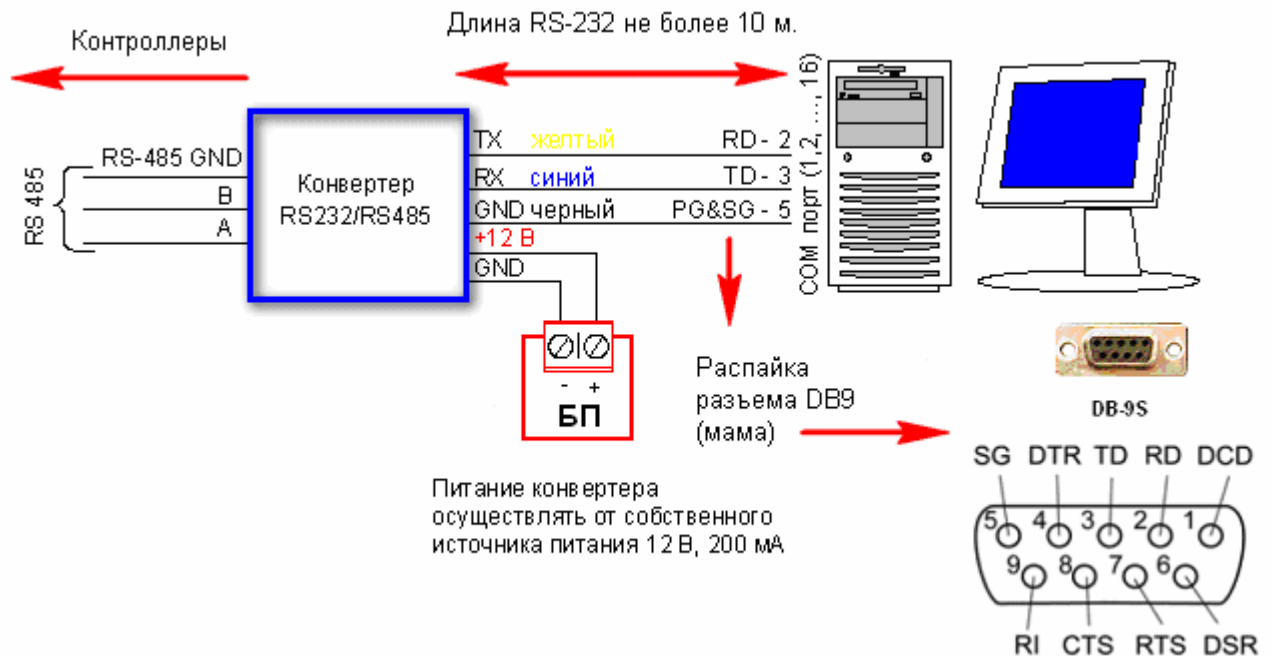 Длина RS-232 не более 10 м.
Контроллеры
RS 485
RS-485 GND
B
A
Конвертер
RS232/RS485
TX желтый RD - 2
RX синий TD - 3
GND черный PG&SG - 5
+12 В
GND
COM порт (1,2, ..., 16)
- +
БП
Распайка
разъема DB9
(мама)
DB-9S
Питание конвертера
осуществлять от собственного
источника питания 12 В, 200 мА
SG DTR TD RD DCD
5 4 3 2 1
9 8 7 6
RI CTS RTS DSR